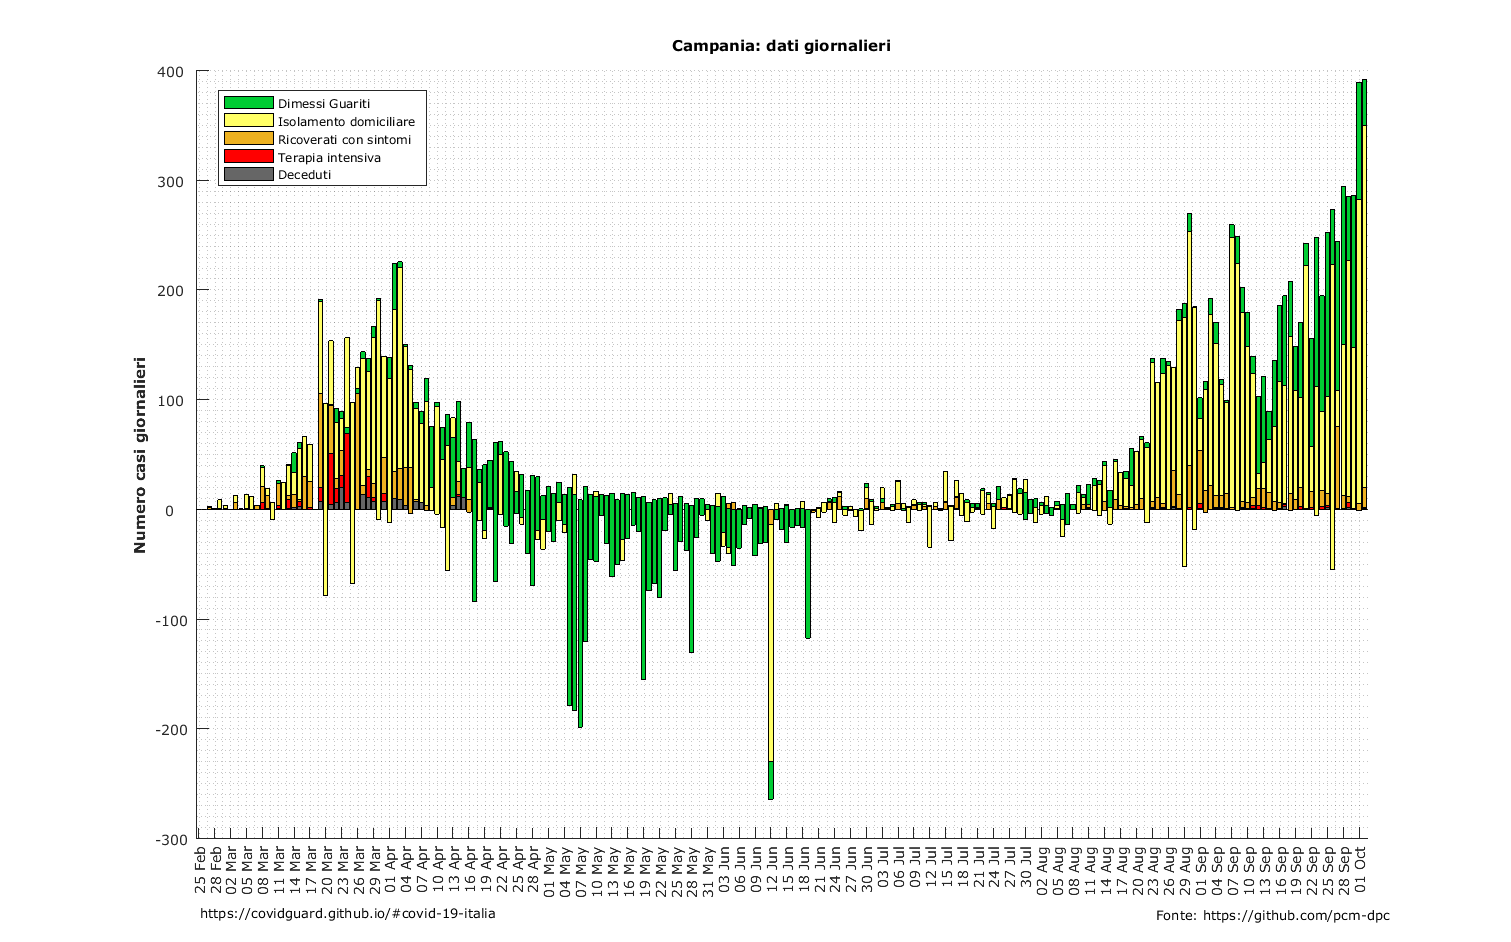 Campania: dati giornalieri
400
300
200
100
0
-100
-200
-300
Numero casi giornalieri
Dimessi Guariti
Isolamento domiciliare
Ricoverati con sintomi
Terapia intensiva
Deceduti
25 Feb
28 Feb
02 Mar
05 Mar
08 Mar
11 Mar
14 Mar
17 Mar
20 Mar
23 Mar
26 Mar
29 Mar
01 Apr
04 Apr
07 Apr
10 Apr
13 Apr
16 Apr
19 Apr
22 Apr
25 Apr
28 Apr
01 May
04 May
07 May
10 May
13 May
16 May
19 May
22 May
25 May
28 May
31 May
03 Jun
06 Jun
09 Jun
12 Jun
15 Jun
18 Jun
21 Jun
24 Jun
27 Jun
30 Jun
03 Jul
06 Jul
09 Jul
12 Jul
15 Jul
18 Jul
21 Jul
24 Jul
27 Jul
30 Jul
02 Aug
05 Aug
08 Aug
11 Aug
14 Aug
17 Aug
20 Aug
23 Aug
26 Aug
29 Aug
01 Sep
04 Sep
07 Sep
10 Sep
13 Sep
16 Sep
19 Sep
22 Sep
25 Sep
28 Sep
01 Oct
https://covidguard.github.io/#covid-19-italia
Fonte: https://github.com/pcm-dpc